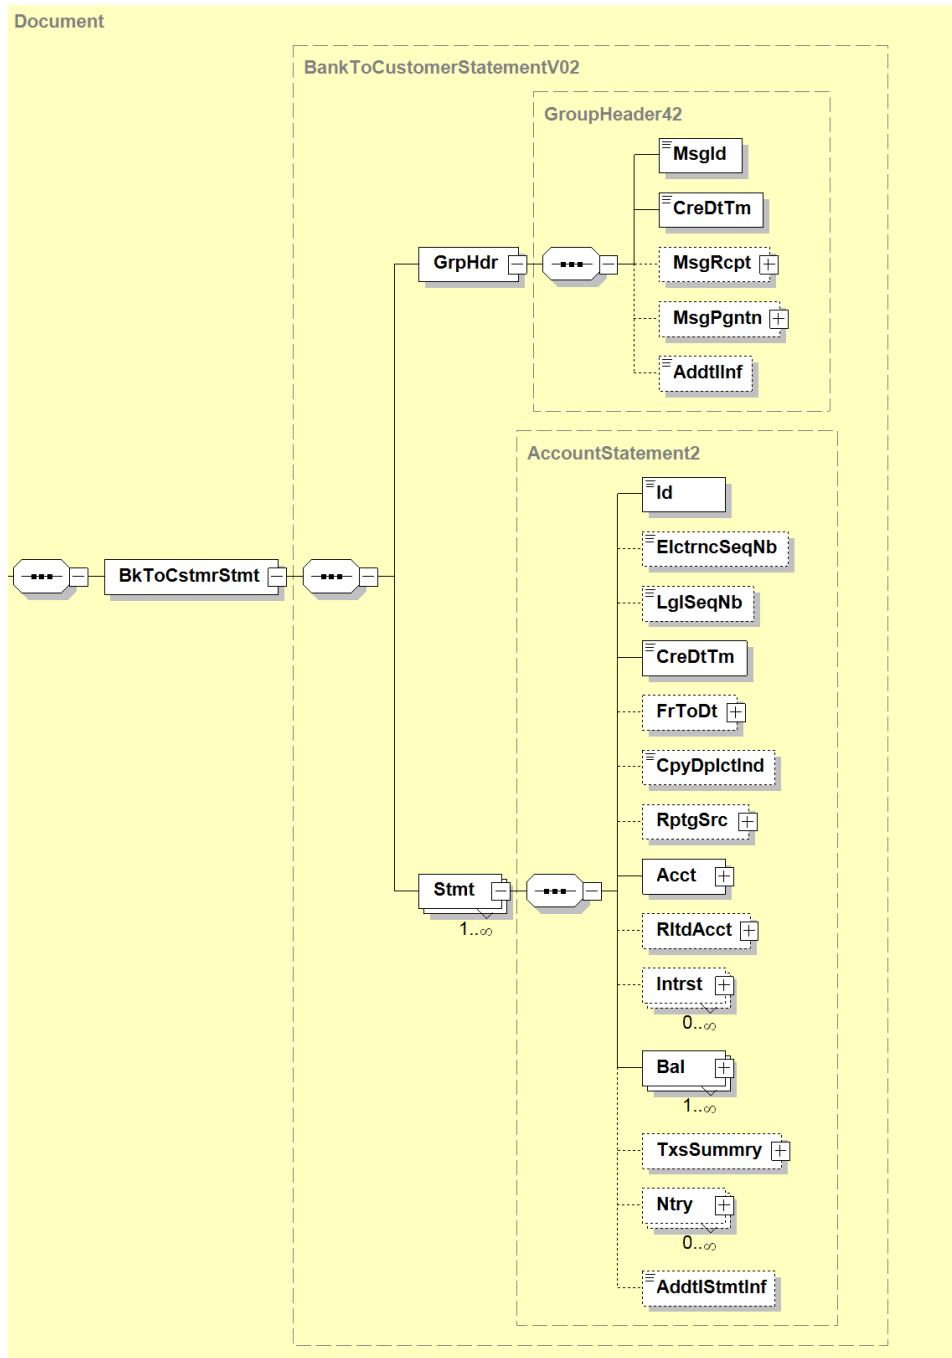 Document
BankToCustomerStatementV02
GroupHeader42
MsgId
CreDtTm
GrpHdr
MsgRcpt
MsgPgntn
AddtlInf
AccountStatement2
Id
ElctrncSeqNb
BkToCstmrStmt
LglSeqNb
CreDtTm
FrToDt
CpyDplctInd
RptgSrc
Acct
Stmt
1..∞
RltdAcct
Intrst
0..∞
Bal
1..∞
TxsSummry
Ntry
0..∞
AddtlStmtInf